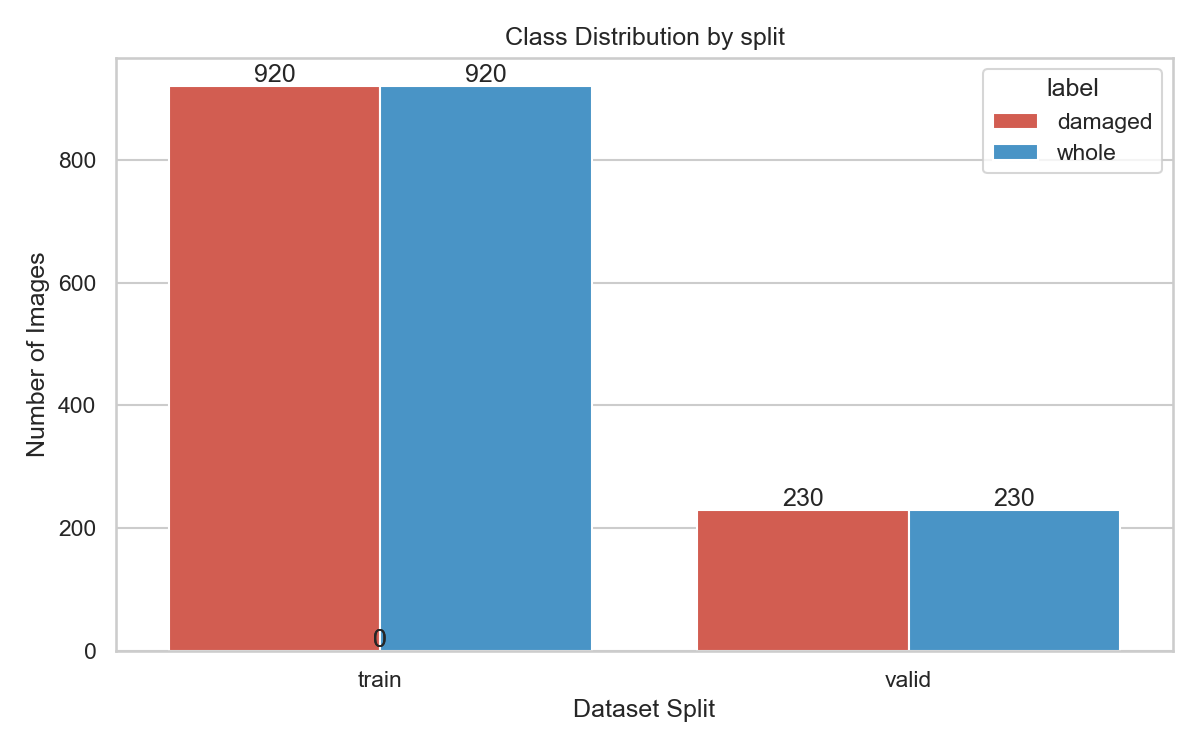 Class Distribution by split
920
920
label
damaged
whole
800
600
400
200
0
Number of Images
230
230
0
train
valid
Dataset Split